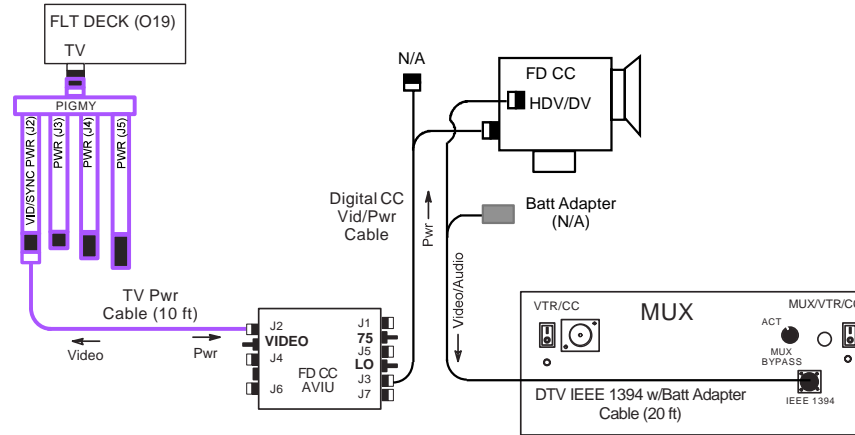 FLT DECK (O19)
TV
PIGMY
VID/SYNC PWR (J2)
PWR (J3)
PWR (J4)
PWR (J5)
N/A
FD CC
HDV/DV
Digital CC
Vid/Pwr
Cable
Pwr
Batt Adapter
(N/A)
Video/Audio
TV Pwr
Cable (10 ft)
Video
Pwr
J2
VIDEO
J4
J6
FD CC
AVIU
J1
75
J5
LO
J3
J7
VTR/CC
MUX
MUX/VTR/CC
ACT
MUX
BYPASS
IEEE 1394
DTV IEEE 1394 w/Batt Adapter
Cable (20 ft)